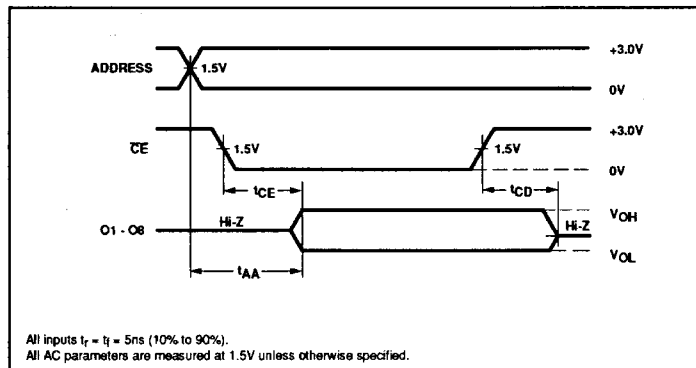 +3.0V
ADDRESS
1.5V
0V
+3.0V
CE
1.5V
1.5V
0V
tCE
tCD
VOH
O1 - O8
Hi-Z
Hi-Z
VOL
tAA
All inputs tr = tf = 5ns (10% to 90%).
All AC parameters are measured at 1.5V unless otherwise specified.